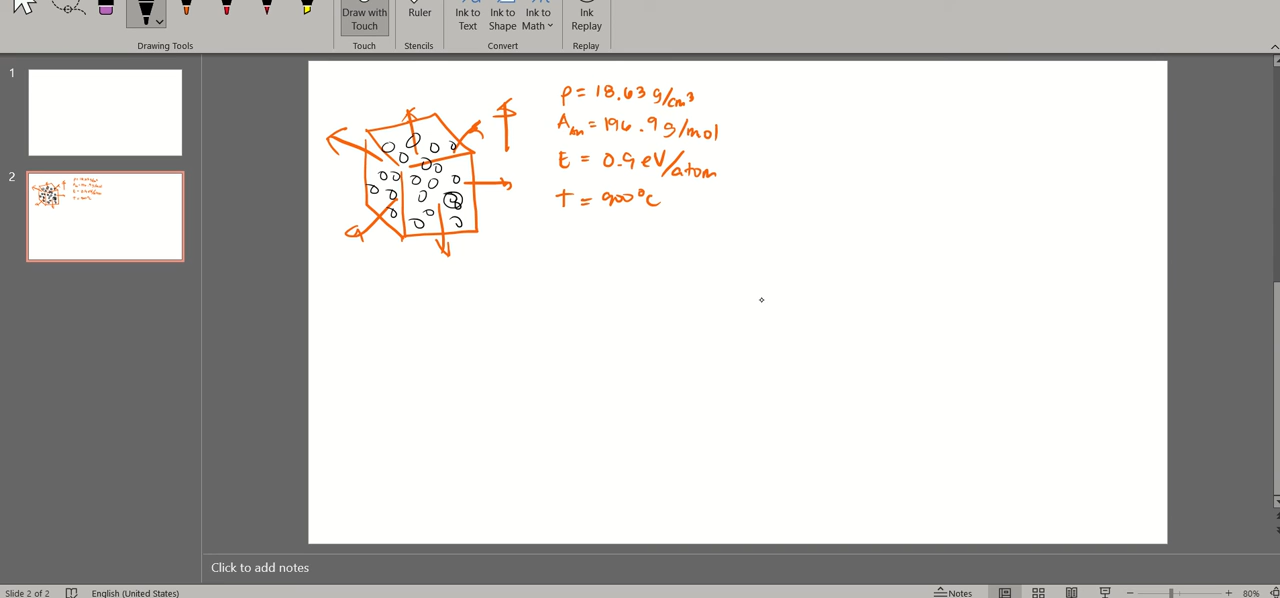 Draw with Touch
Ruler
Ink to Text
Ink to Shape
Ink to Math
Ink Replay
Drawing Tools
Touch
Stencils
Convert
Replay
1
2
ρ = 18.63 g/cm³
Am = 196.9 g/mol
E = 0.9 eV/atom
T = 900°C
Click to add notes
Slide 2 of 2
English (United States)
Notes
80%